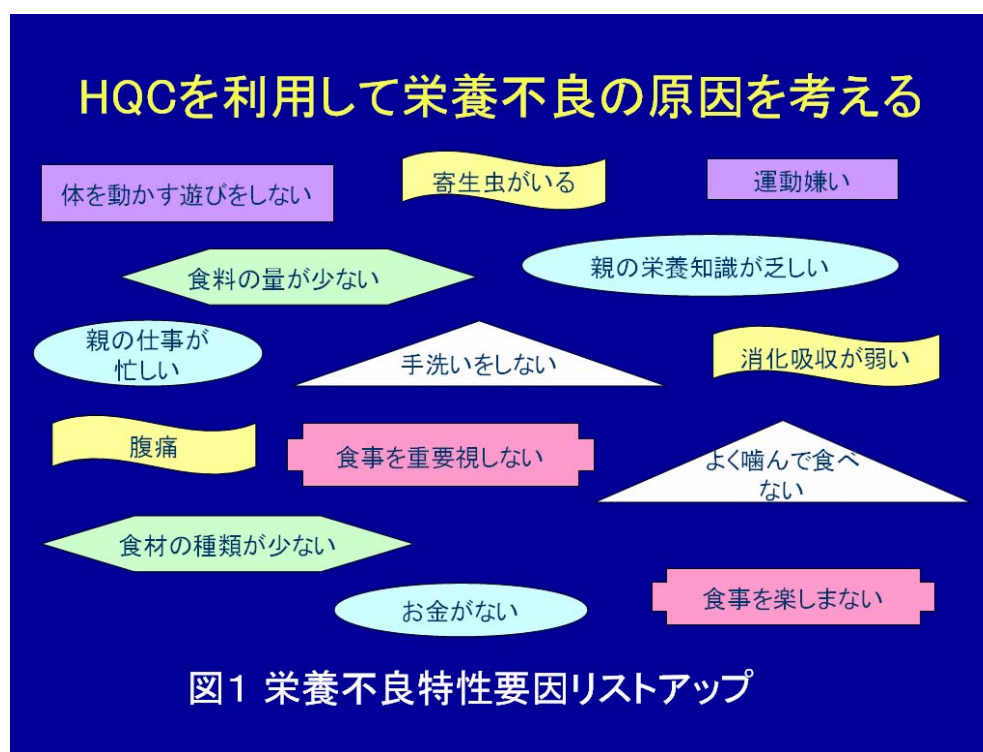 HQCを利用して栄養不良の原因を考える
体を動かす遊びをしない
寄生虫がいる
運動嫌い
食料の量が少ない
親の栄養知識が乏しい
親の仕事が
忙しい
手洗いをしない
消化吸収が弱い
腹痛
食事を重要視しない
よく噛んで食べ
ない
食材の種類が少ない
お金がない
食事を楽しまない
図1 栄養不良特性要因リストアップ